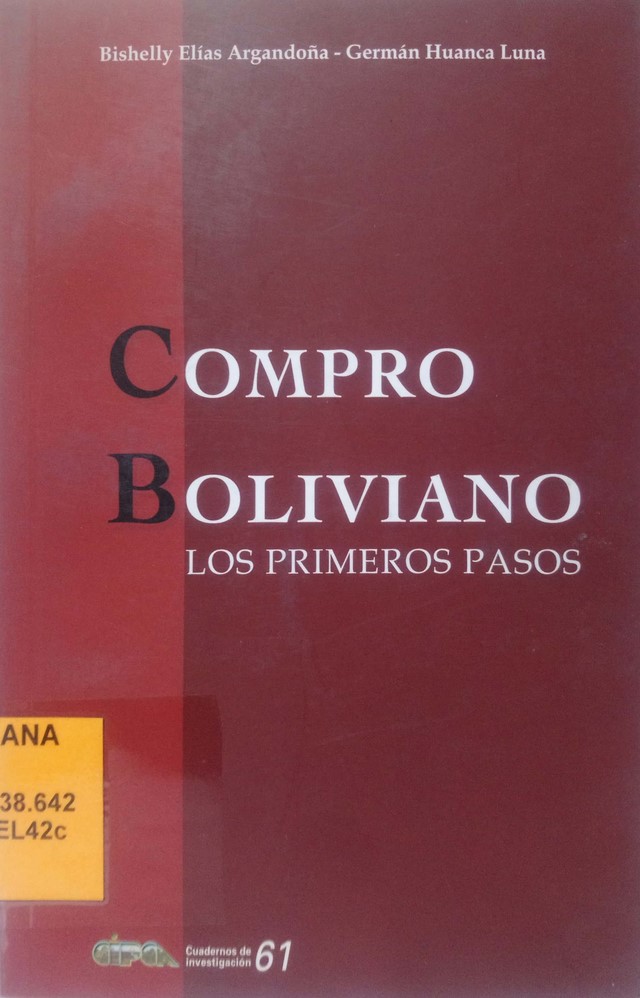 Bishelly Elías Argandoña - Germán Huanca Luna
COMPRO
BOLIVIANO
LOS PRIMEROS PASOS
ANA
38.642
EL42c
CIPCA
Cuadernos de
investigación 61